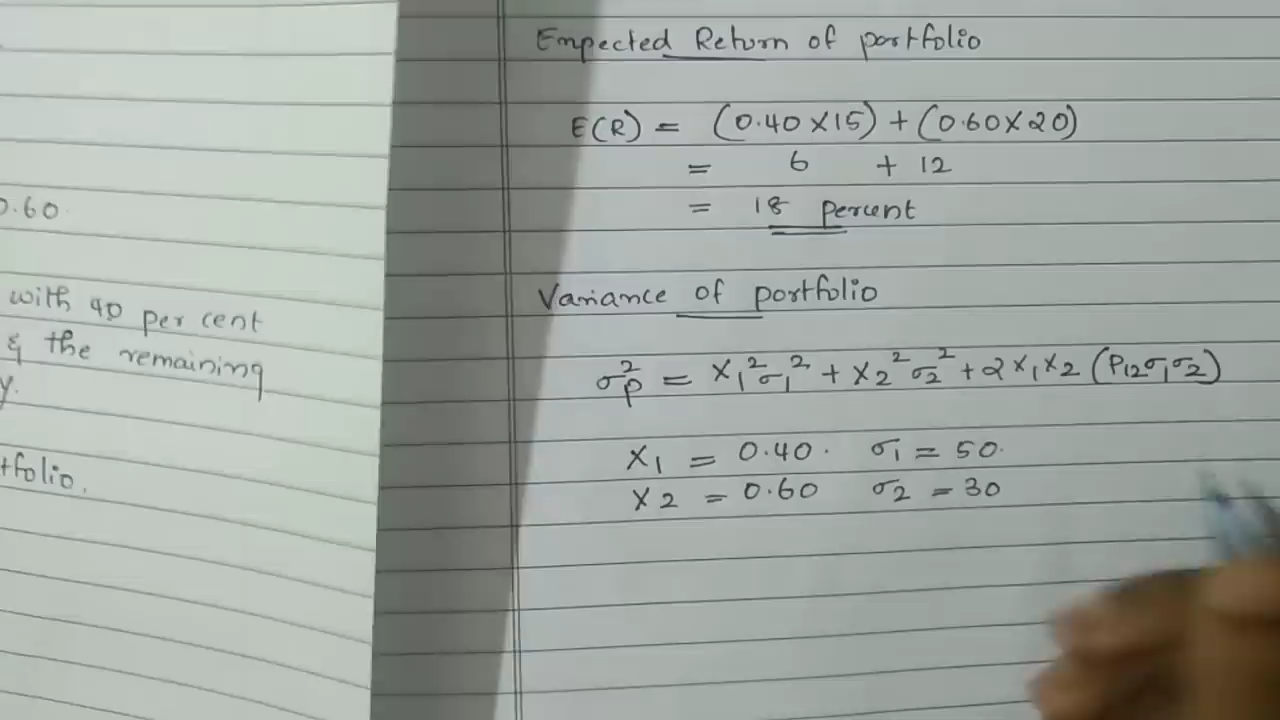 0.60
with 40 per cent
& the remaining
y.
tfolio.
Empected Return of portfolio
E(R) = (0.40 X 15) + (0.60 X 20)
= 6 + 12
= 18 percent
Variance of portfolio
σp² = X₁²σ₁² + X₂²σ₂² + 2X₁X₂ (P₁₂σ₁σ₂)
X₁ = 0.40. σ₁ = 50.
X₂ = 0.60 σ₂ = 30